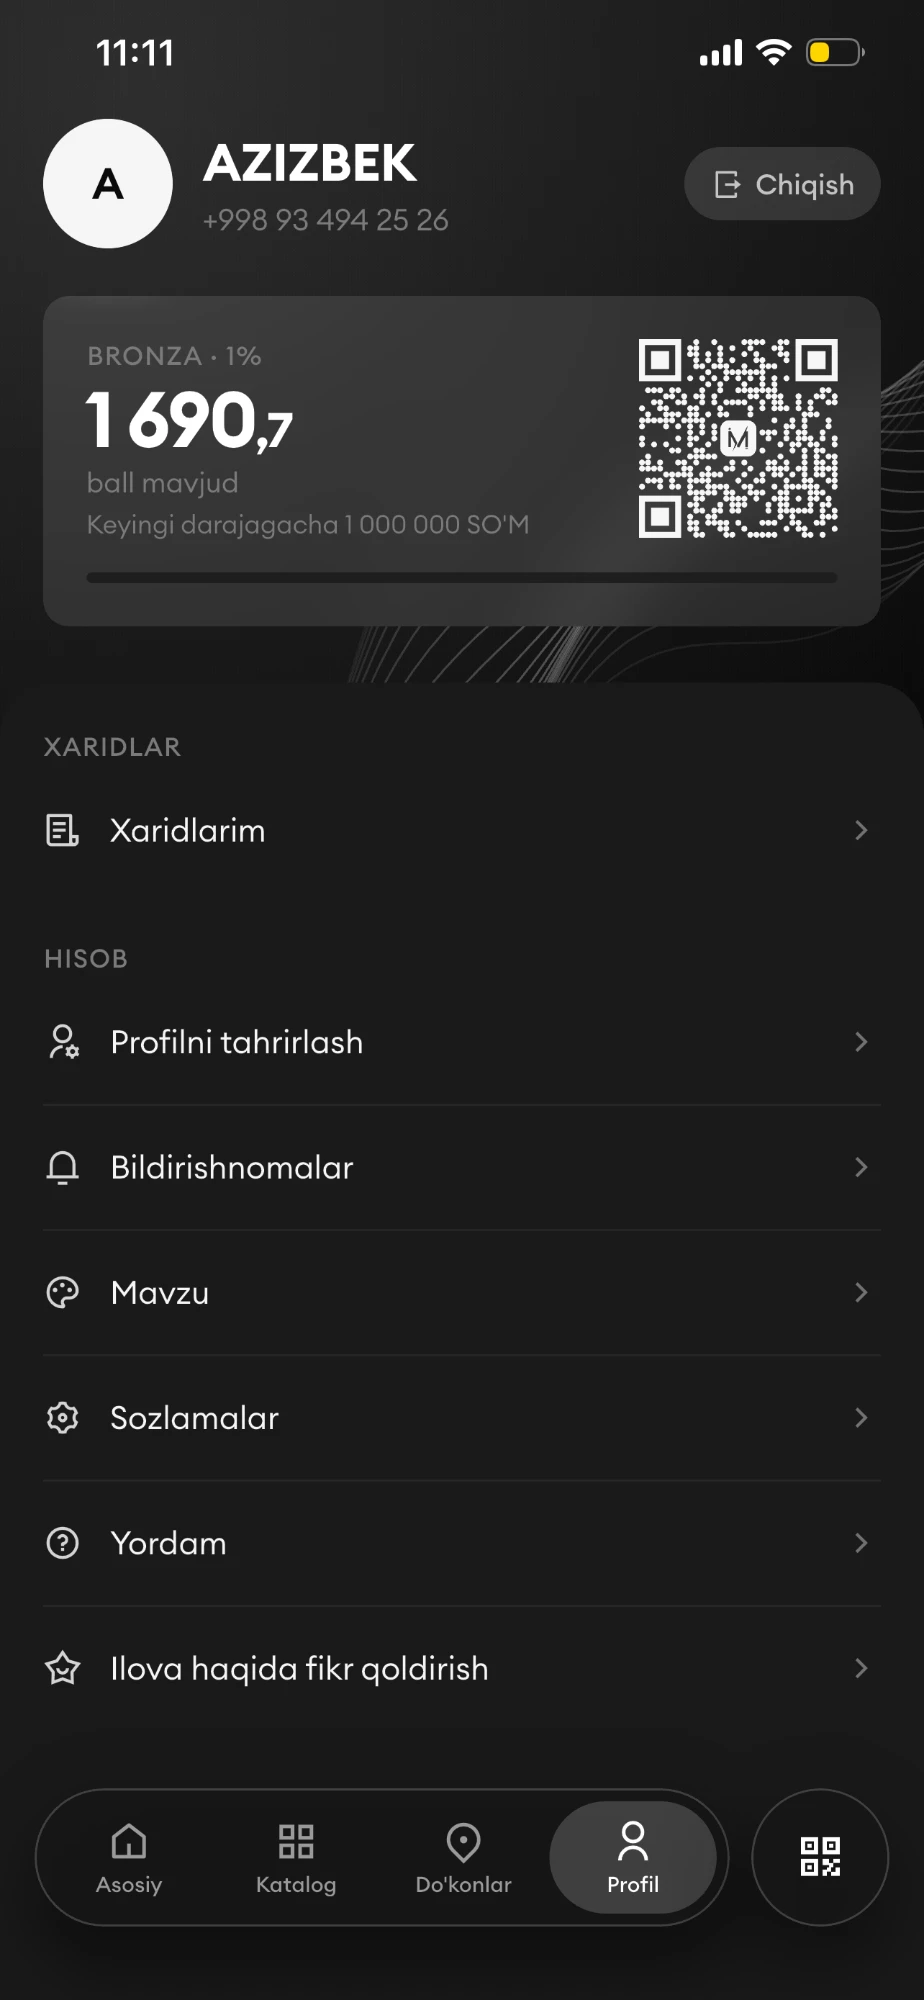 11:11
A
AZIZBEK
+998 93 494 25 26
Chiqish
BRONZA · 1%
1 690,7
ball mavjud
Keyingi darajagacha 1 000 000 SO'M
M
XARIDLAR
Xaridlarim
HISOB
Profilni tahrirlash
Bildirishnomalar
Mavzu
Sozlamalar
Yordam
Ilova haqida fikr qoldirish
Asosiy
Katalog
Do'konlar
Profil